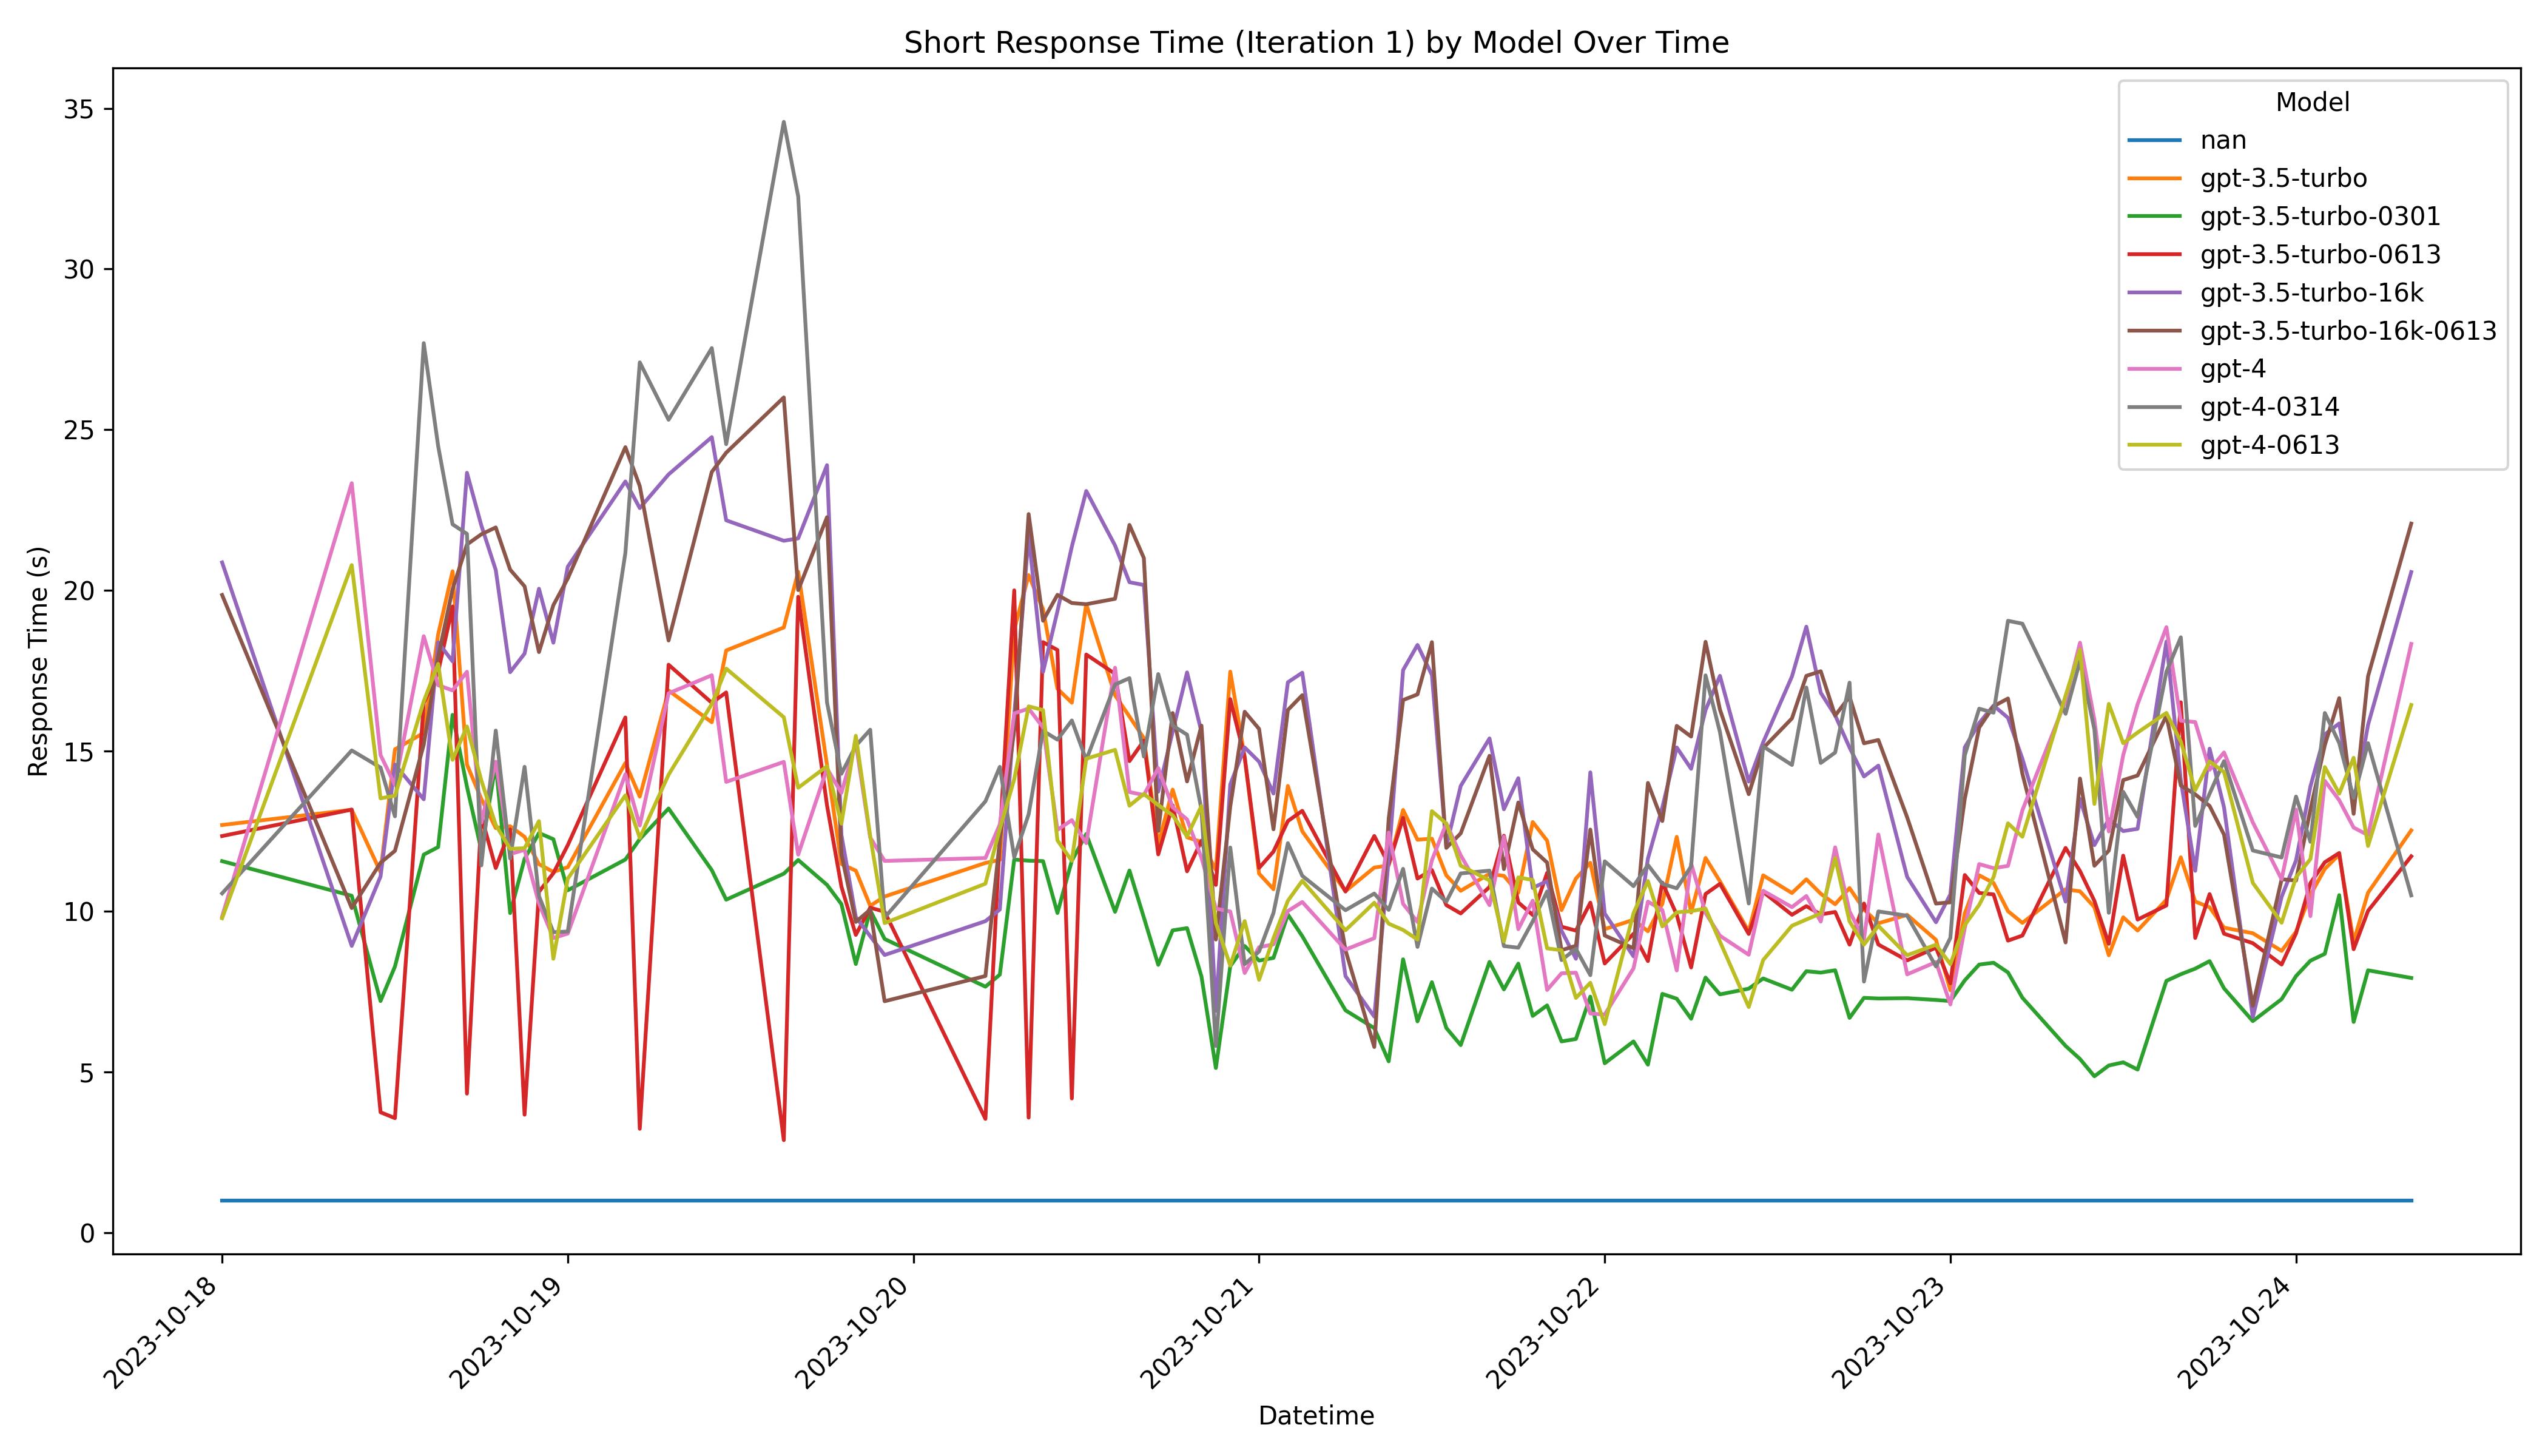 Short Response Time (Iteration 1) by Model Over Time
Model
nan
gpt-3.5-turbo
gpt-3.5-turbo-0301
gpt-3.5-turbo-0613
gpt-3.5-turbo-16k
gpt-3.5-turbo-16k-0613
gpt-4
gpt-4-0314
gpt-4-0613
Response Time (s)
35
30
25
20
15
10
5
0
2023-10-18
2023-10-19
2023-10-20
2023-10-21
2023-10-22
2023-10-23
2023-10-24
Datetime